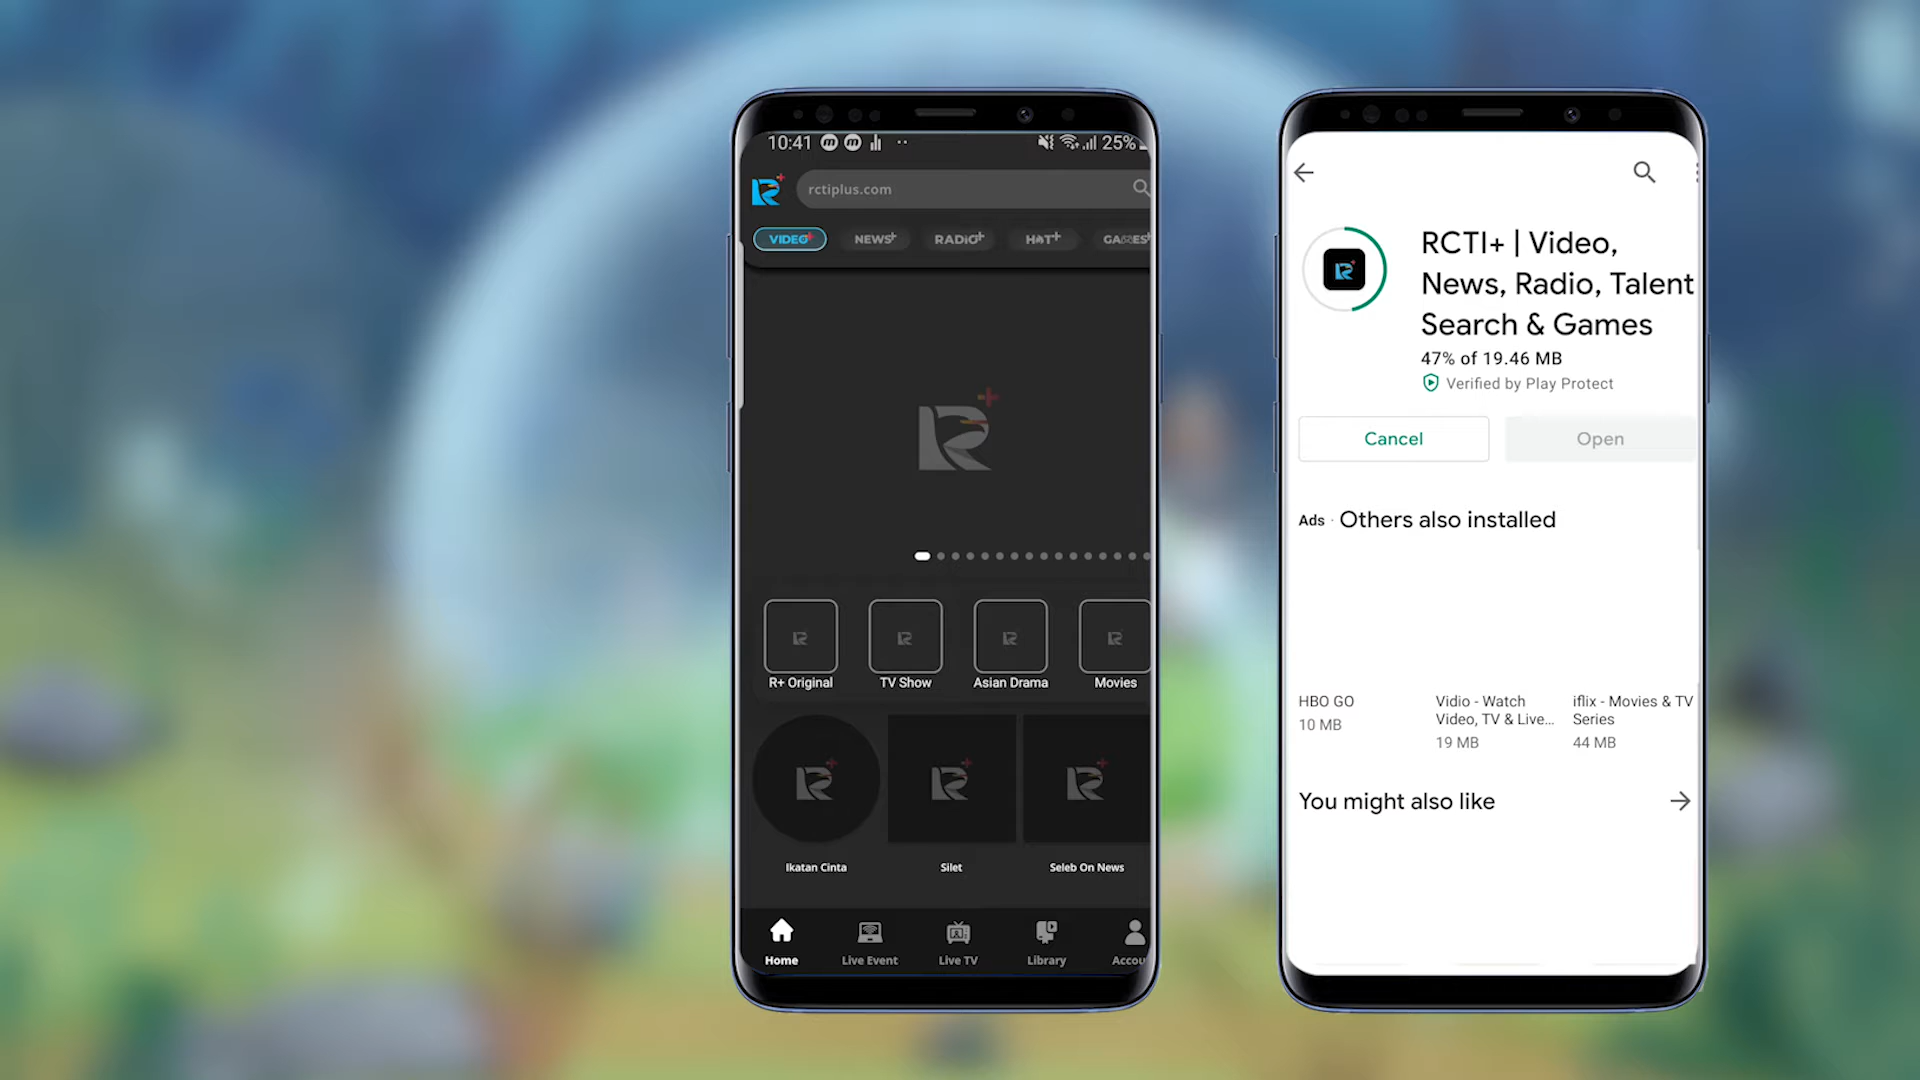 10:41
25%
rctiplus.com
VIDEO+
NEWS+
RADIO+
HOT+
GAMES+
R+ Original
TV Show
Asian Drama
Movies
Ikatan Cinta
Silet
Seleb On News
Home
Live Event
Live TV
Library
Accou
RCTI+ | Video,
News, Radio, Talent
Search & Games
47% of 19.46 MB
Verified by Play Protect
Cancel
Open
Ads · Others also installed
HBO GO
10 MB
Vidio - Watch
Video, TV & Live...
19 MB
iflix - Movies & TV
Series
44 MB
You might also like